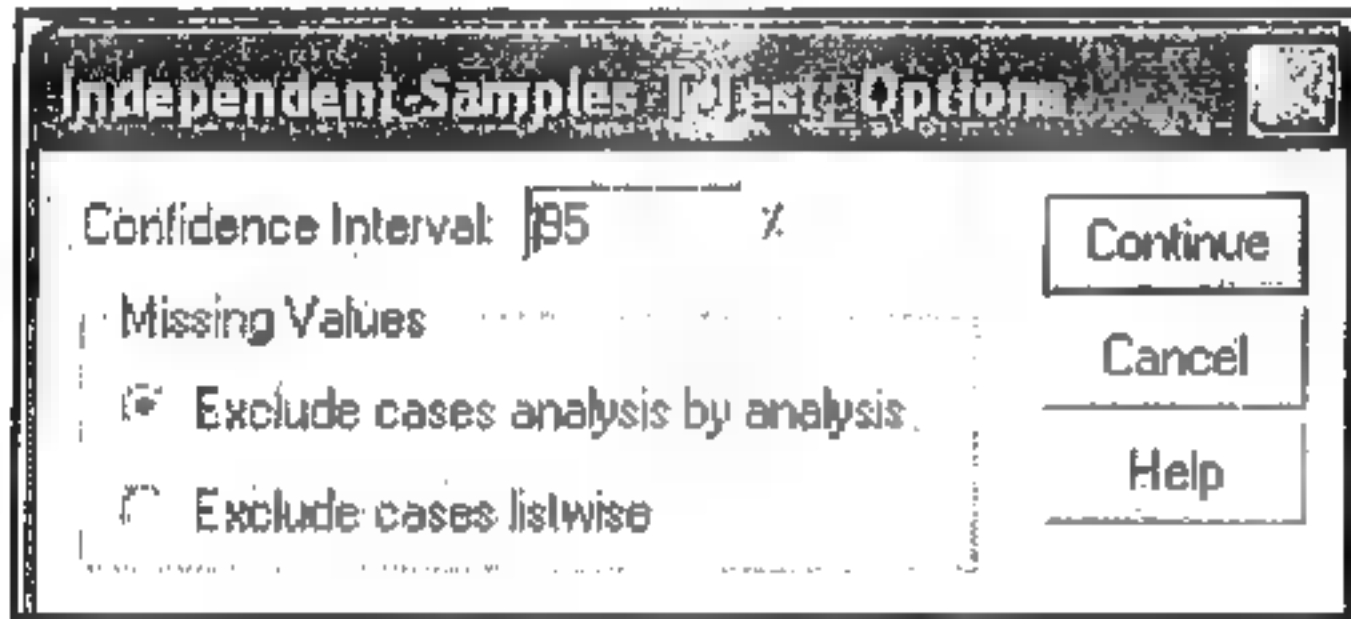 Independent-Samples T Test: Options
Confidence Interval: 95 %
Missing Values
Exclude cases analysis by analysis
Exclude cases listwise
Continue
Cancel
Help